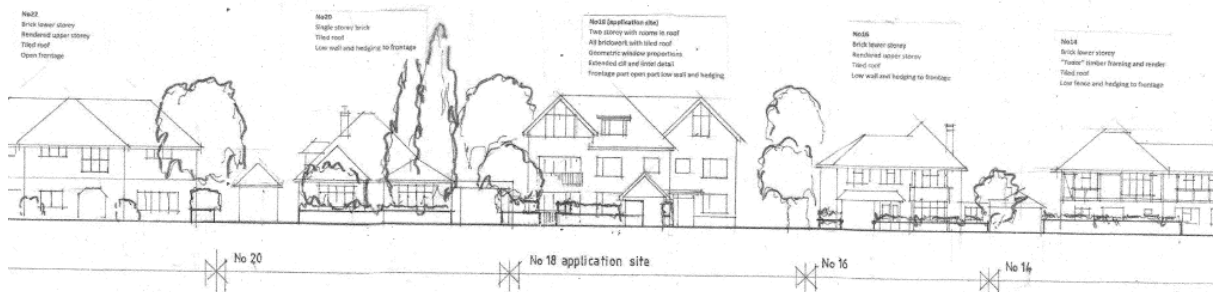 No22
Brick lower storey
Rendered upper storey
Tiled roof
Open frontage
No20
Single storey brick
Tiled roof
Low wall and hedging to frontage
No18 (application site)
Two storey with rooms in roof
All brickwork with tiled roof
Geometric window proportions
Extended cill and lintel detail
Frontage part open part low wall and hedging
No16
Brick lower storey
Rendered upper storey
Tiled roof
Low wall and hedging to frontage
No14
Brick lower storey
"Tudor" timber framing and render
Tiled roof
Low fence and hedging to frontage
No 20
No 18 application site
No 16
No 14